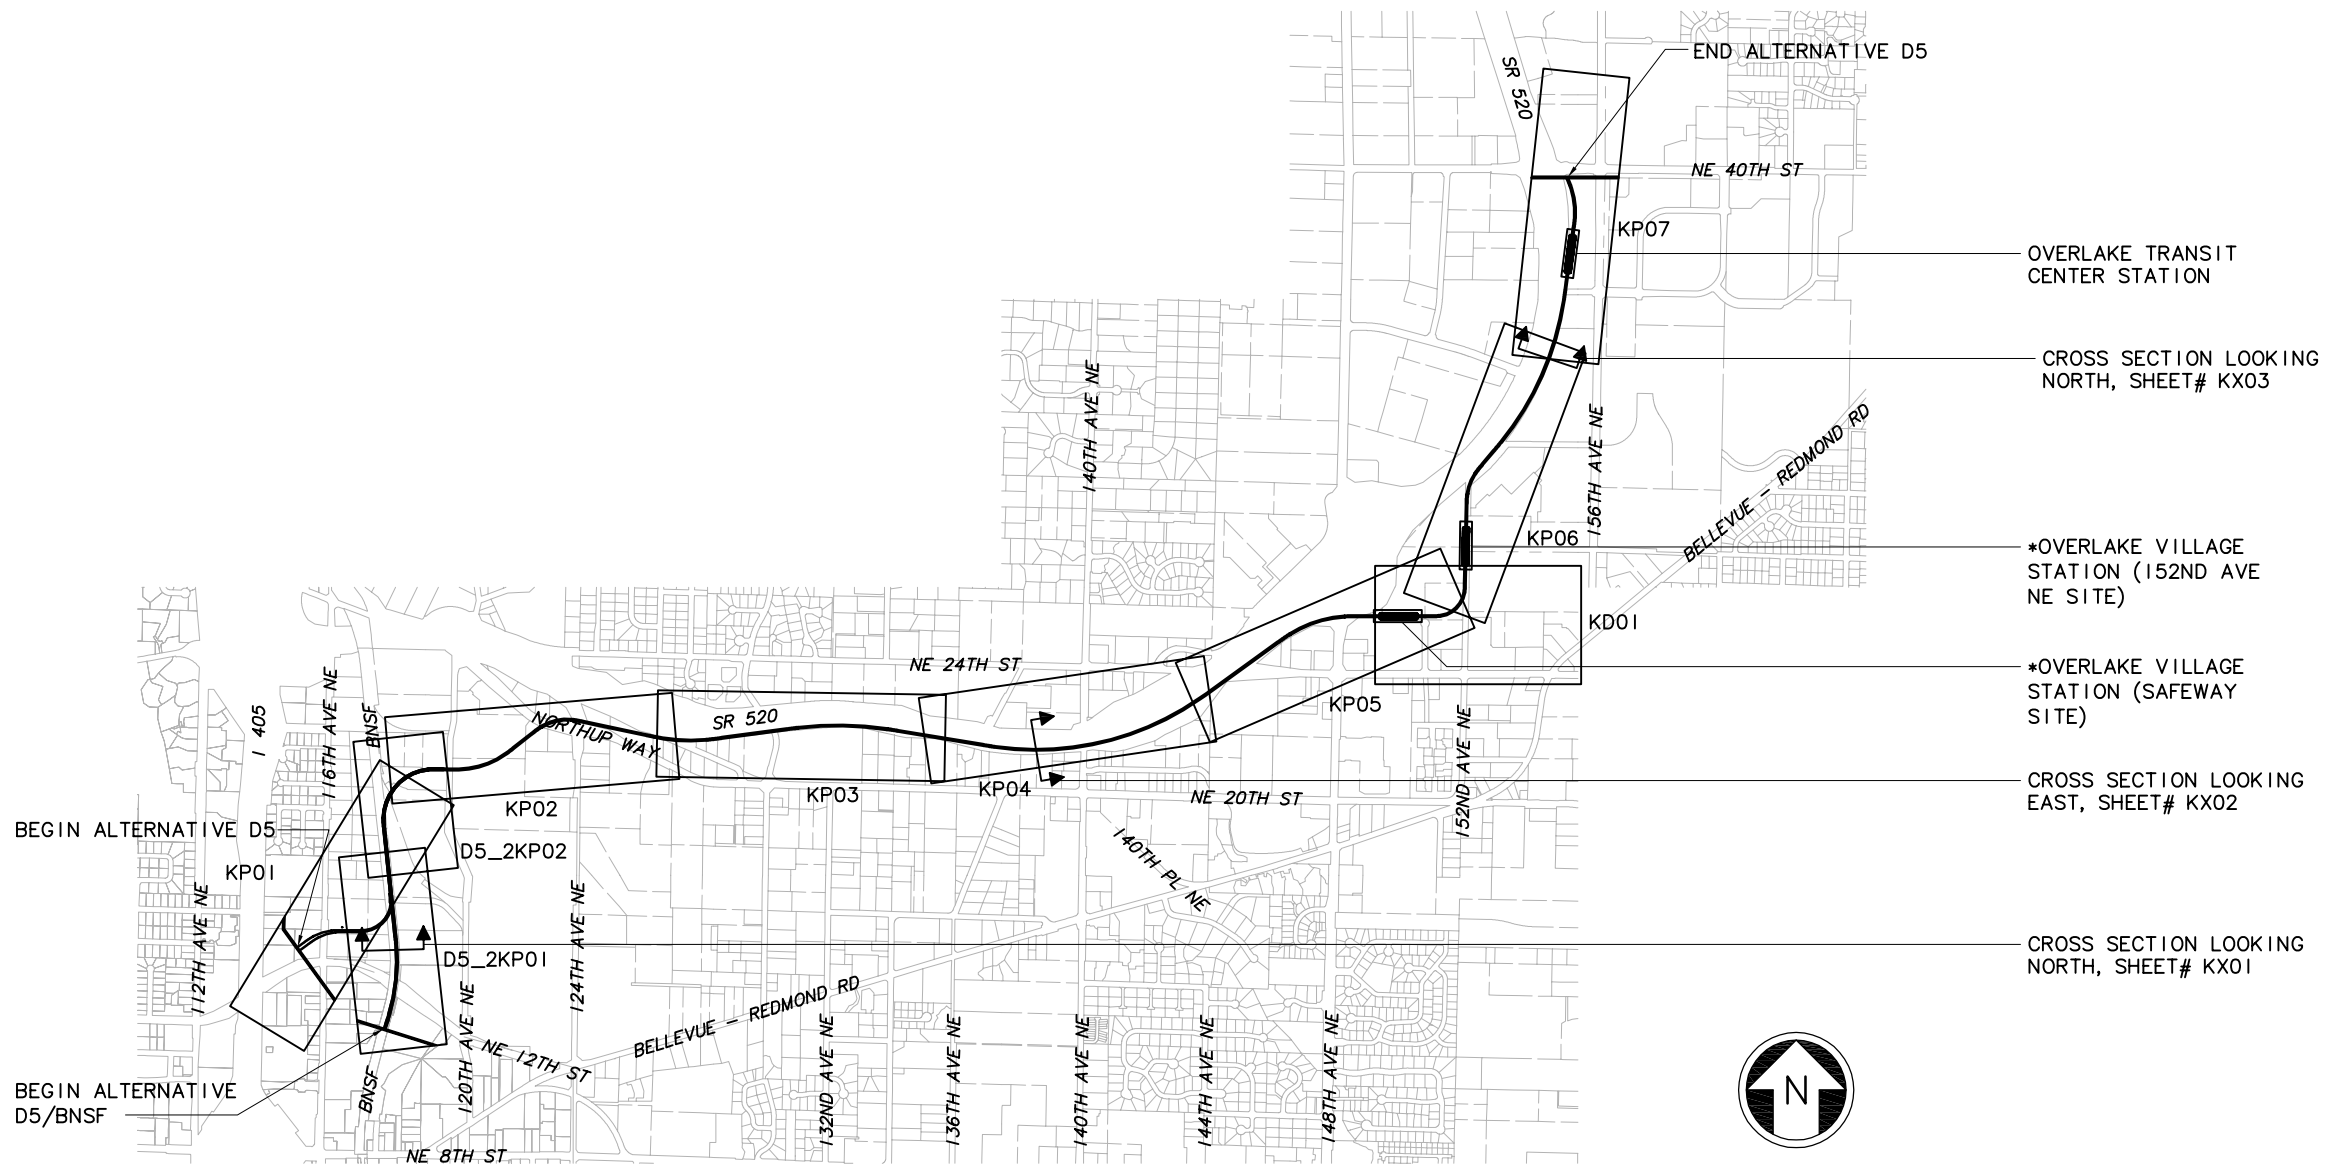 END ALTERNATIVE D5
SR 520
NE 40TH ST
KP07
OVERLAKE TRANSIT
CENTER STATION
CROSS SECTION LOOKING
NORTH, SHEET# KX03
140TH AVE NE
156TH AVE NE
BELLEVUE - REDMOND RD
KP06
*OVERLAKE VILLAGE
STATION (152ND AVE
NE SITE)
KD01
*OVERLAKE VILLAGE
STATION (SAFEWAY
SITE)
NE 24TH ST
KP05
I 405
116TH AVE NE
BNSF
NORTHUP WAY
SR 520
152ND AVE NE
CROSS SECTION LOOKING
EAST, SHEET# KX02
KP02
KP03
KP04
NE 20TH ST
BEGIN ALTERNATIVE D5
KP01
D5_2KP02
140TH PL NE
112TH AVE NE
124TH AVE NE
D5_2KP01
CROSS SECTION LOOKING
NORTH, SHEET# KX01
BELLEVUE - REDMOND RD
120TH AVE NE
NE 12TH ST
132ND AVE NE
136TH AVE NE
140TH AVE NE
144TH AVE NE
148TH AVE NE
N
BEGIN ALTERNATIVE
D5/BNSF
BNSF
NE 8TH ST